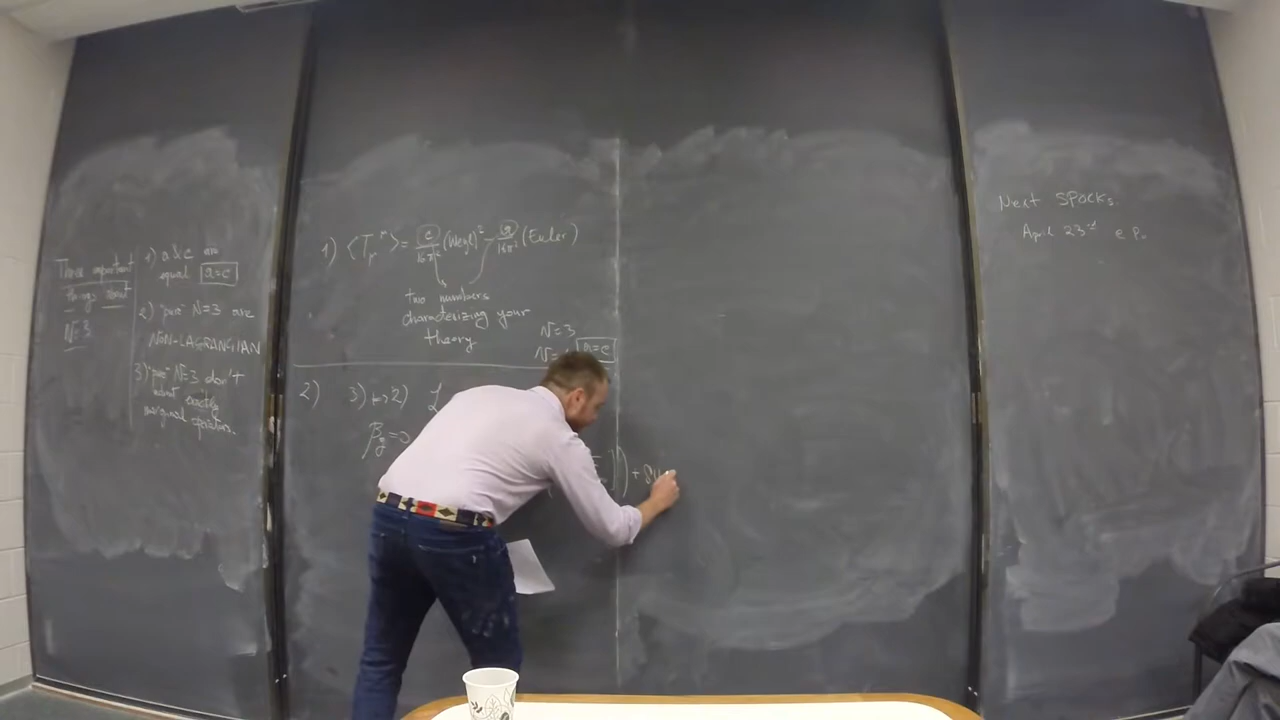 Three important
things about
N=3
1) a & c are
equal a=c
2) "pure" N=3 are
NON-LAGRANGIAN
3) "pure" N=3 don't
exactly
marginal operators.
1) ⟨T_μ^μ⟩ = c/16π² (Weyl)² - a/16π² (Euler)
two numbers
characterizing your
theory
N=3
N= a=c
2) 3) 2) L
β_g=0
]) + Su
Next SPOCKS.
April 23rd @ P.